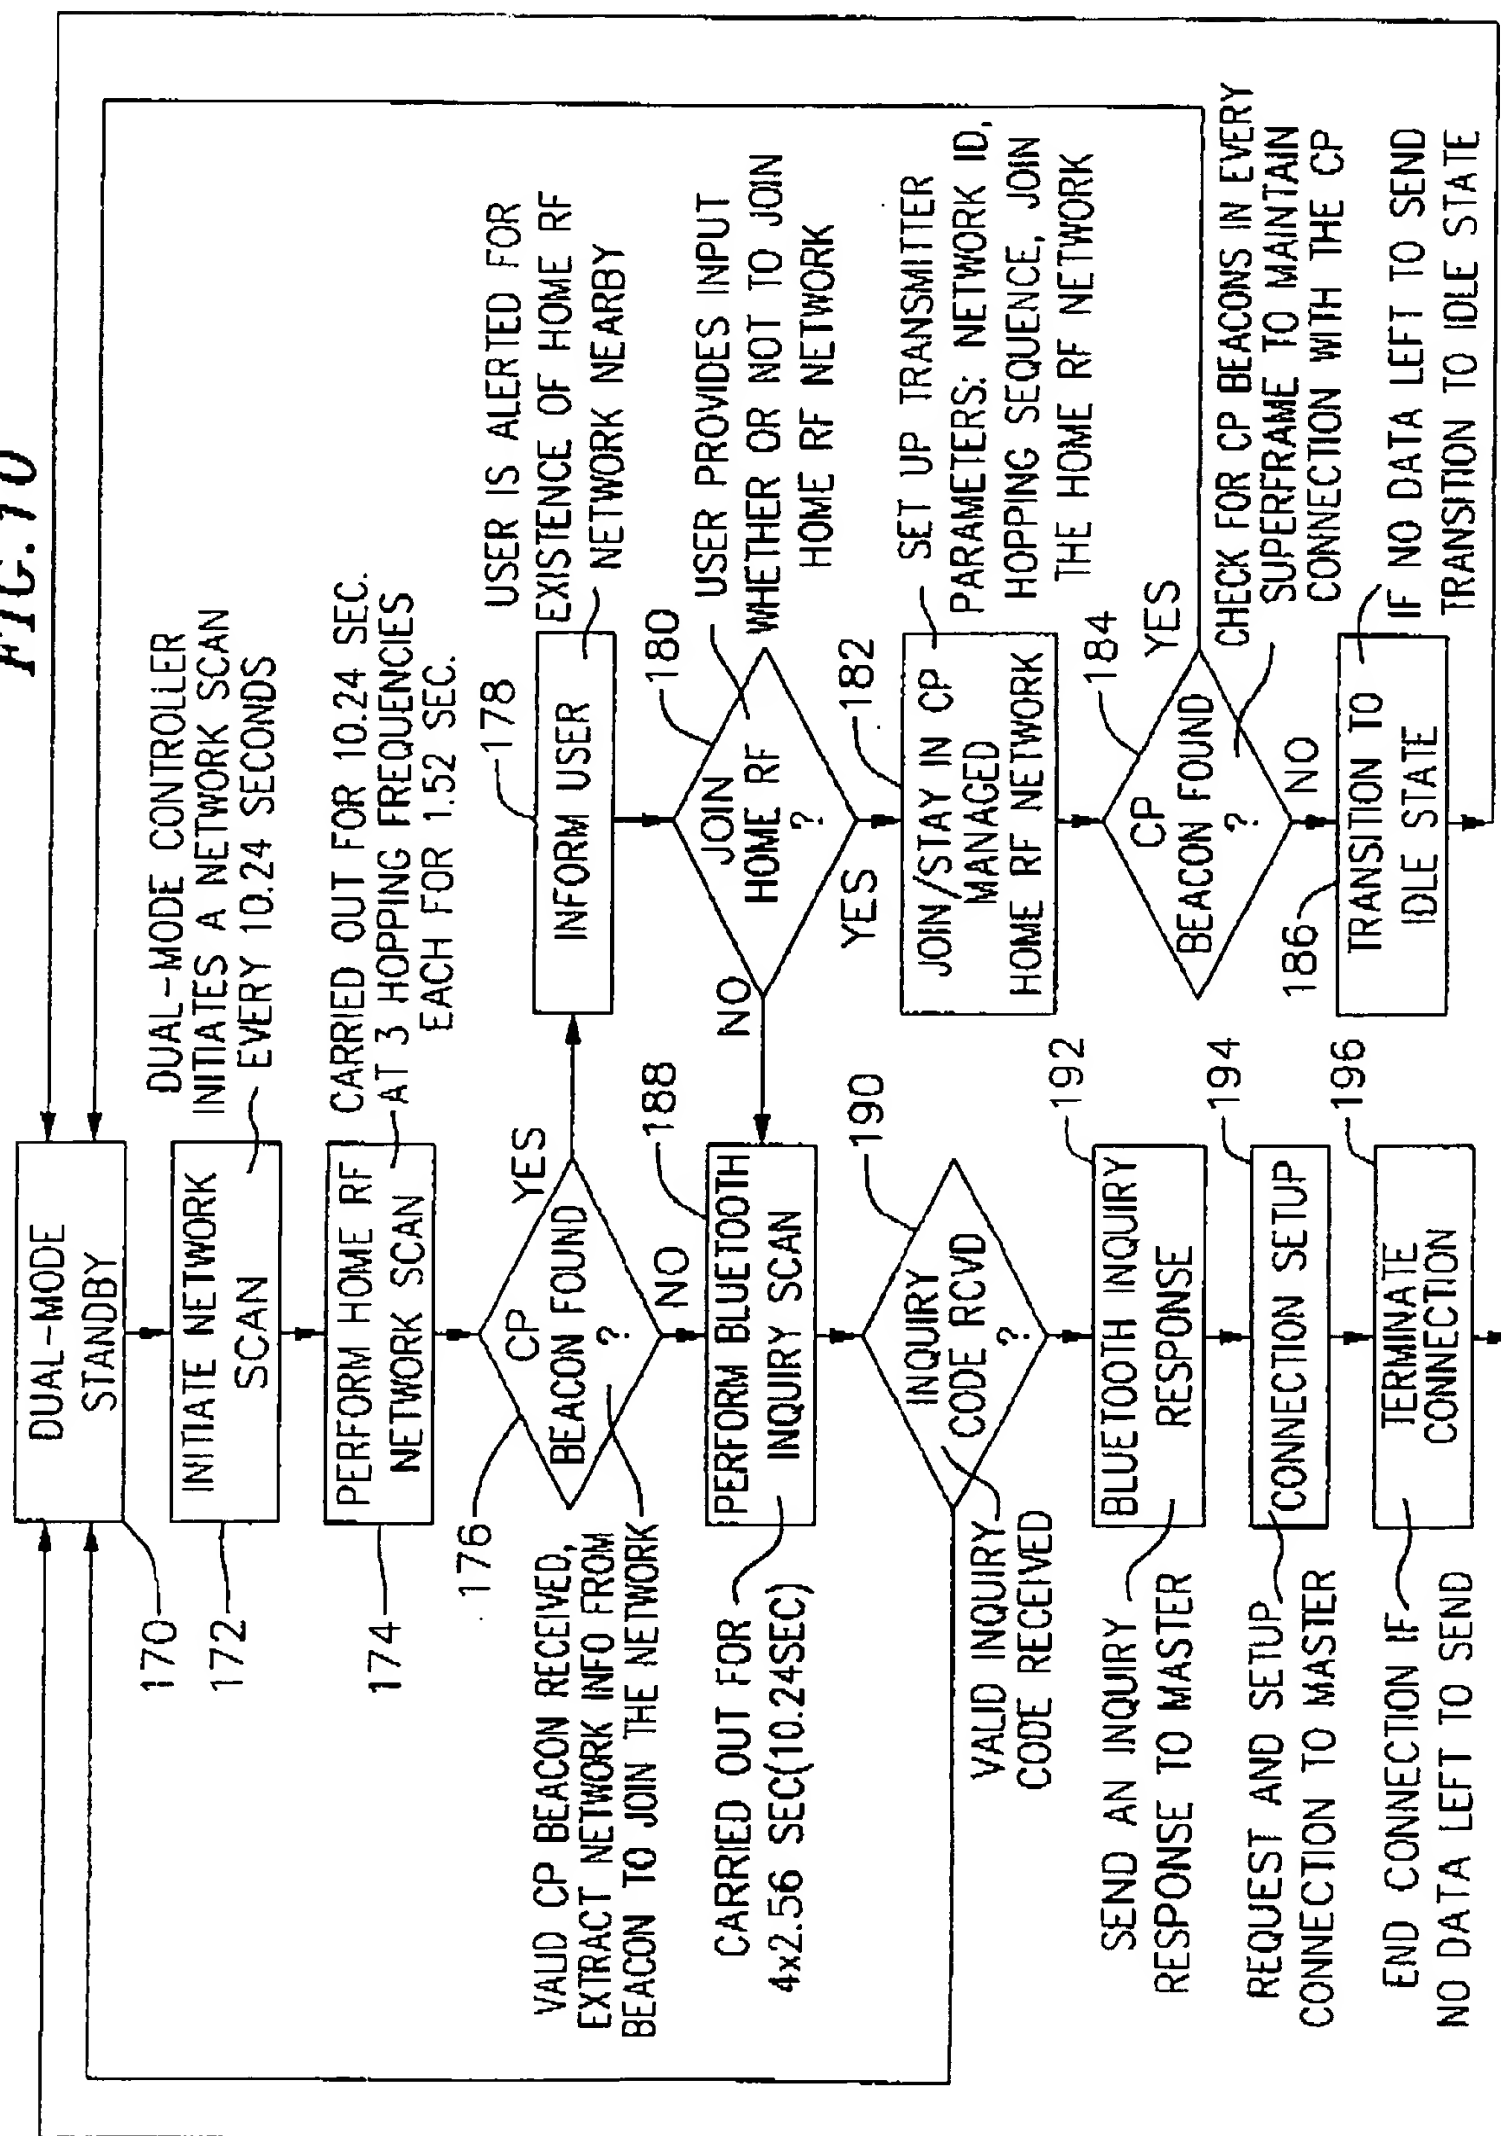 FIG. 10
DUAL-MODE
STANDBY
170
DUAL-MODE CONTROLLER
INITIATES A NETWORK SCAN
EVERY 10.24 SECONDS
INITIATE NETWORK
SCAN
172
CARRIED OUT FOR 10.24 SEC.
AT 3 HOPPING FREQUENCIES
EACH FOR 1.52 SEC.
PERFORM HOME RF
NETWORK SCAN
174
176
CP
BEACON FOUND
?
YES
NO
VALID CP BEACON RECEIVED,
EXTRACT NETWORK INFO FROM
BEACON TO JOIN THE NETWORK
178
INFORM USER
USER IS ALERTED FOR
EXISTENCE OF HOME RF
NETWORK NEARBY
180
JOIN
HOME RF
?
NO
YES
USER PROVIDES INPUT
WHETHER OR NOT TO JOIN
HOME RF NETWORK
188
PERFORM BLUETOOTH
INQUIRY SCAN
CARRIED OUT FOR
4x2.56 SEC(10.24SEC)
182
JOIN/STAY IN CP
MANAGED
HOME RF NETWORK
SET UP TRANSMITTER
PARAMETERS: NETWORK ID,
HOPPING SEQUENCE, JOIN
THE HOME RF NETWORK
190
INQUIRY
CODE RCVD
?
VALID INQUIRY
CODE RECEIVED
184
CP
BEACON FOUND
?
YES
NO
CHECK FOR CP BEACONS IN EVERY
SUPERFRAME TO MAINTAIN
CONNECTION WITH THE CP
192
BLUETOOTH INQUIRY
RESPONSE
SEND AN INQUIRY
RESPONSE TO MASTER
194
CONNECTION SETUP
REQUEST AND SETUP
CONNECTION TO MASTER
186
TRANSITION TO
IDLE STATE
IF NO DATA LEFT TO SEND
TRANSITION TO IDLE STATE
196
TERMINATE
CONNECTION
END CONNECTION IF
NO DATA LEFT TO SEND